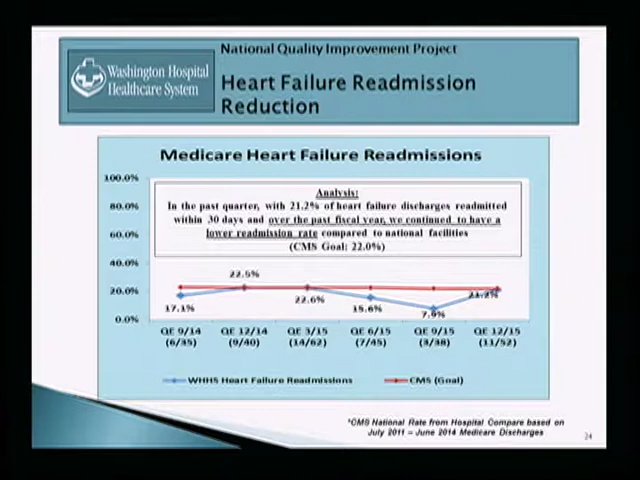 National Quality Improvement Project
Washington Hospital
Healthcare System
Heart Failure Readmission
Reduction
Medicare Heart Failure Readmissions
100.0%
80.0%
60.0%
40.0%
20.0%
0.0%
Analysis:
In the past quarter, with 21.2% of heart failure discharges readmitted
within 30 days and over the past fiscal year, we continued to have a
lower readmission rate compared to national facilities
(CMS Goal: 22.0%)
17.1%
22.5%
22.6%
15.6%
7.9%
21.2%
QE 9/14 QE 12/14 QE 3/15 QE 6/15 QE 9/15 QE 12/15
(6/35) (9/40) (14/62) (7/45) (3/38) (11/52)
WHHS Heart Failure Readmissions CMS (Goal)
*CMS National Rate from Hospital Compare based on
July 2011 – June 2014 Medicare Discharges
24